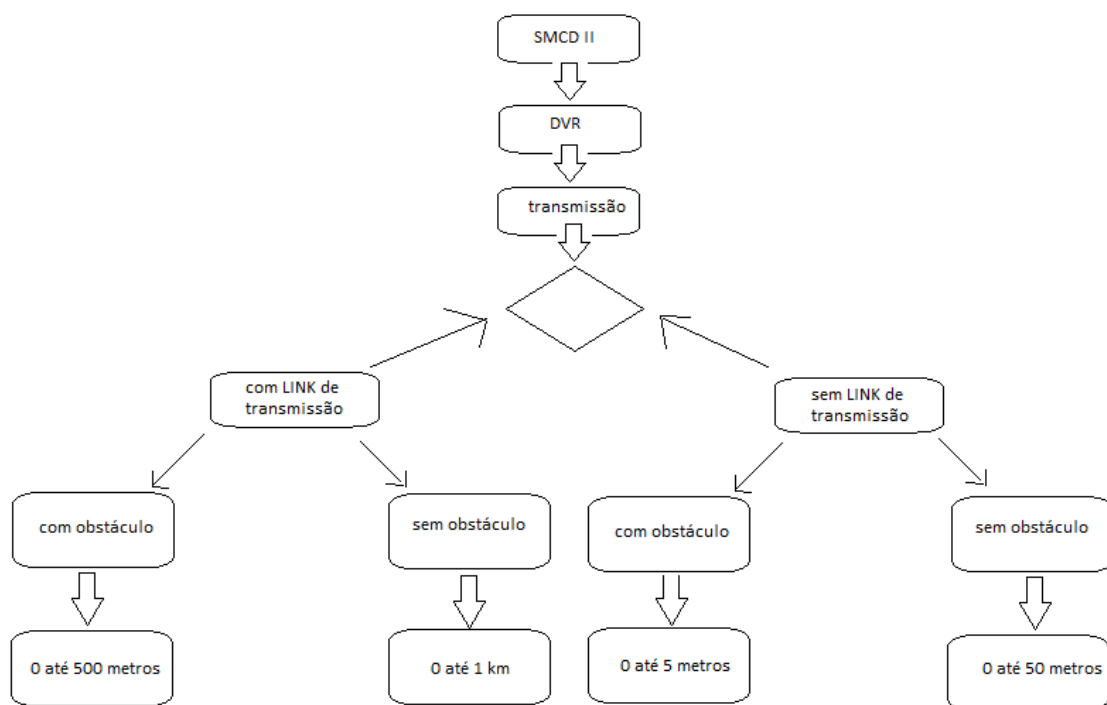 SMCD II
DVR
transmissão
com LINK de
transmissão
sem LINK de
transmissão
com obstáculo
sem obstáculo
com obstáculo
sem obstáculo
0 até 500 metros
0 até 1 km
0 até 5 metros
0 até 50 metros